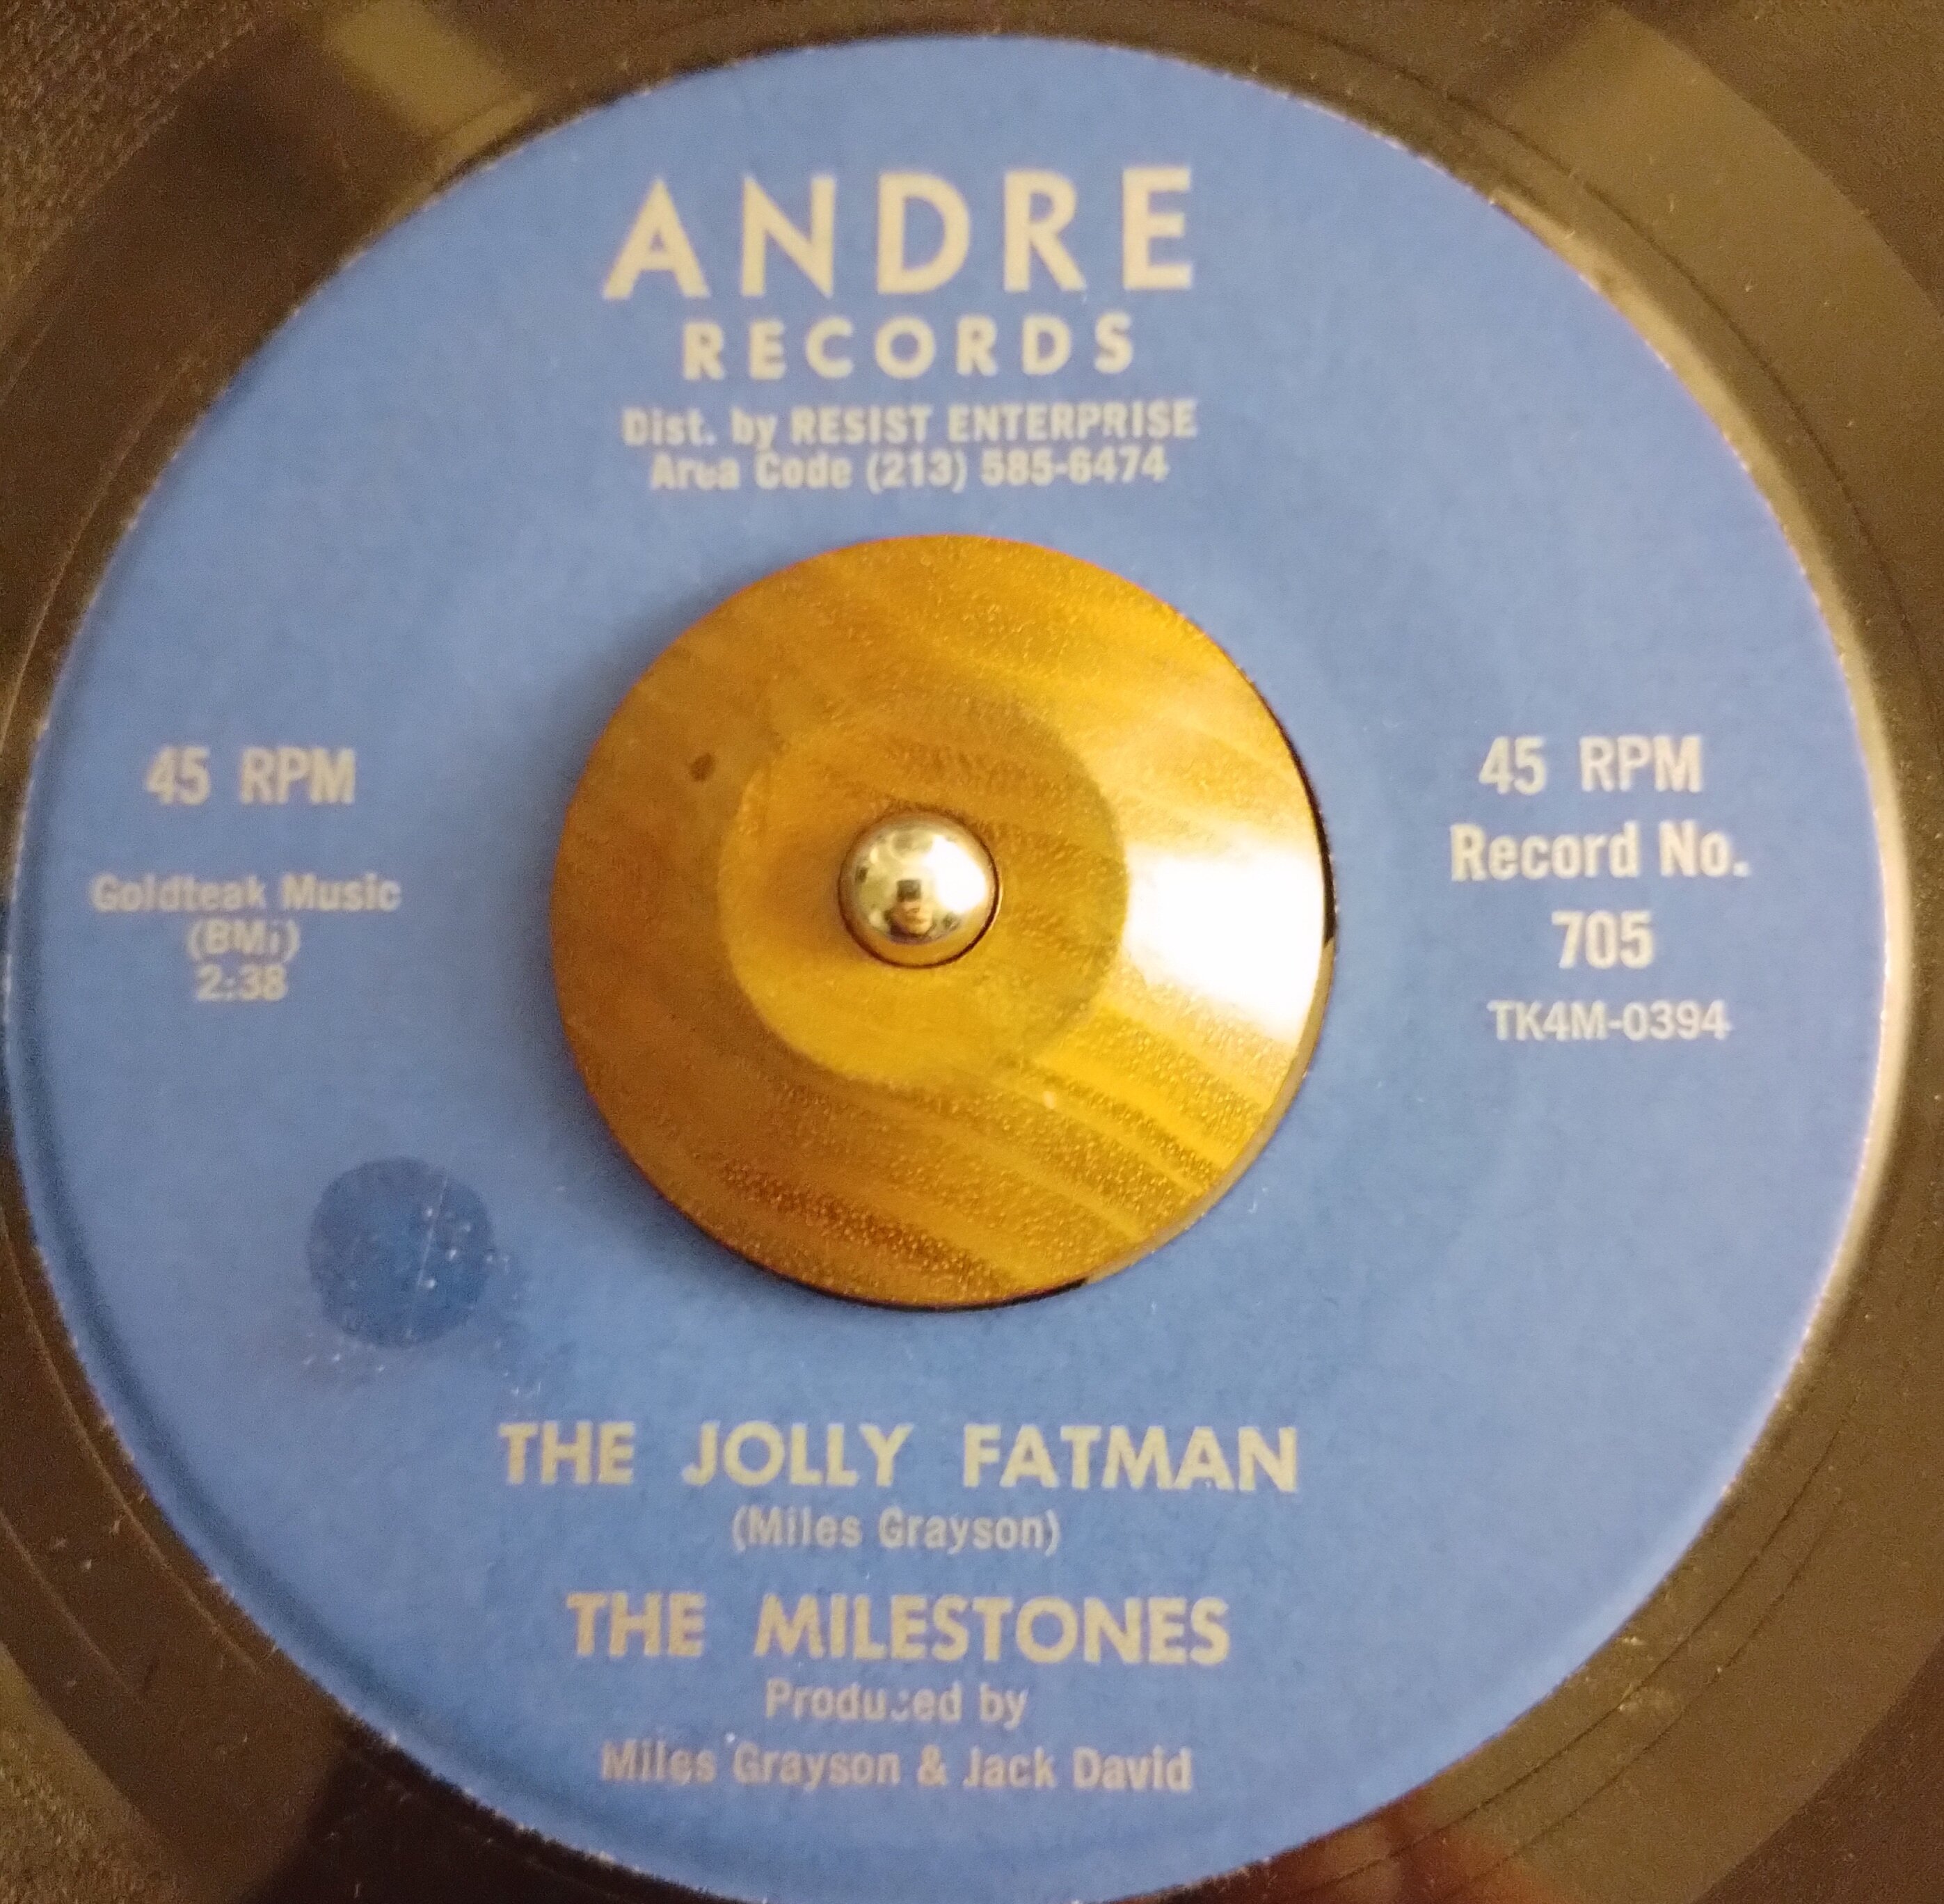 ANDRE
RECORDS
Dist. by RESIST ENTERPRISE
Area Code (213) 585-6474
45 RPM
Goldteak Music
(BMI)
2:38
45 RPM
Record No.
705
TK4M-0394
THE JOLLY FATMAN
(Miles Grayson)
THE MILESTONES
Produced by
Miles Grayson & Jack David